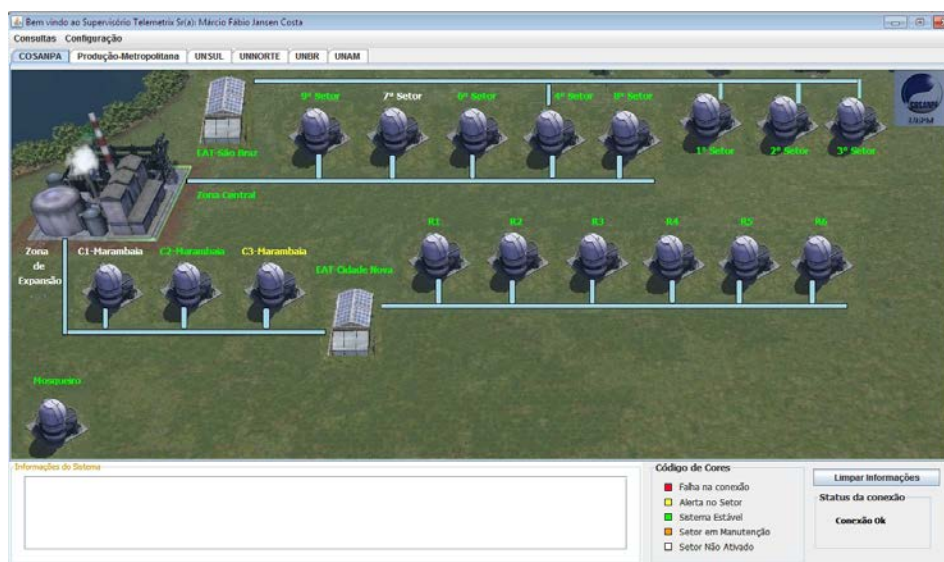 Bem vindo ao Supervisório Telemetrix Sr(a): Márcio Fábio Jansen Costa
Consultas Configuração
COSANPA Produção-Metropolitana UNSUL UNNORTE UNBR UNAM
9º Setor 7º Setor 6º Setor 4º Setor 8º Setor
COSANPA
EAT-São Braz
1º Setor 2º Setor 3º Setor
Zona Central
R1 R2 R3 R4 R5 R6
Zona
de
Expansão
C1-Marambaia C2-Marambaia C3-Marambaia
EAT-Cidade Nova
Mosqueiro
Informações do Sistema
Código de Cores
Falha na conexão
Alerta no Setor
Sistema Estável
Setor em Manutenção
Setor Não Ativado
Limpar Informações
Status da conexão
Conexão Ok